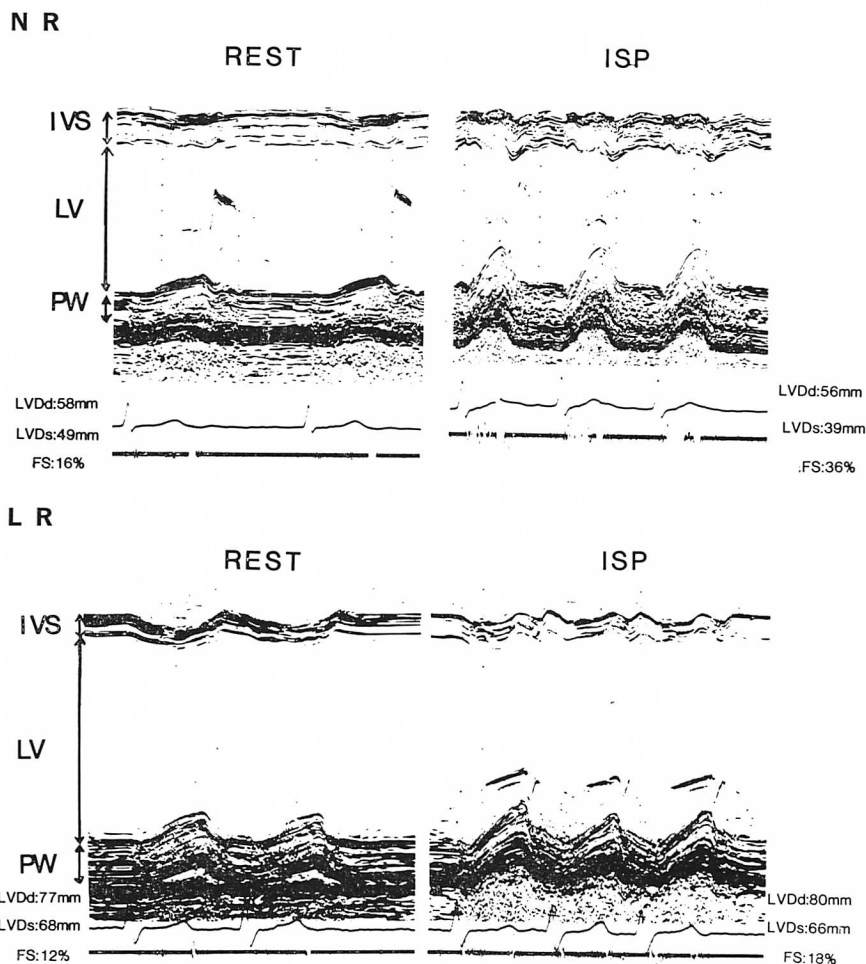 N R
REST
ISP
IVS
LV
PW
LVDd:58mm
LVDs:49mm
FS:16%
LVDd:56mm
LVDs:39mm
.FS:36%
L R
REST
ISP
IVS
LV
PW
LVDd:77mm
LVDs:68mm
FS:12%
LVDd:80mm
LVDs:66mm
FS:18%